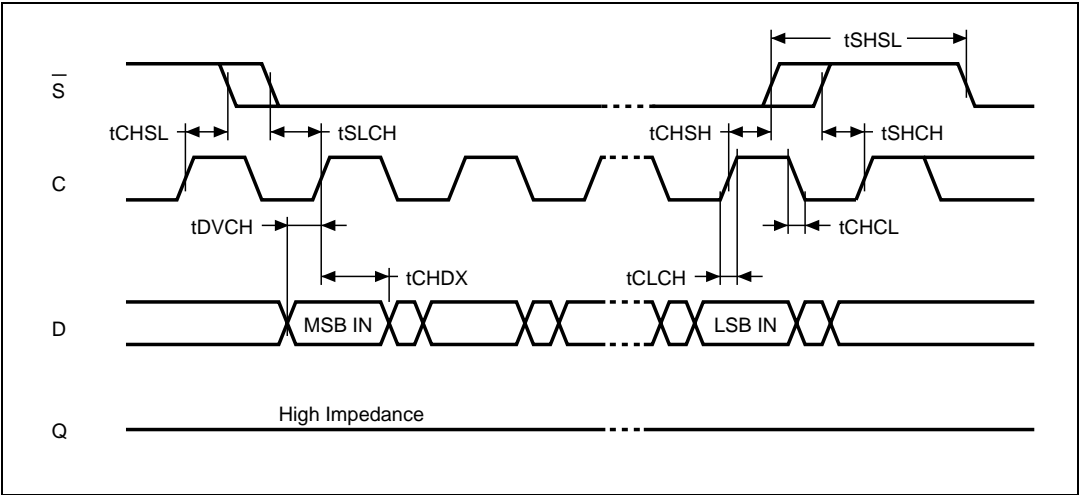 tSHSL
S̅
tCHSL
tSLCH
tCHSH
tSHCH
C
tDVCH
tCHCL
tCHDX
tCLCH
D
MSB IN
LSB IN
High Impedance
Q